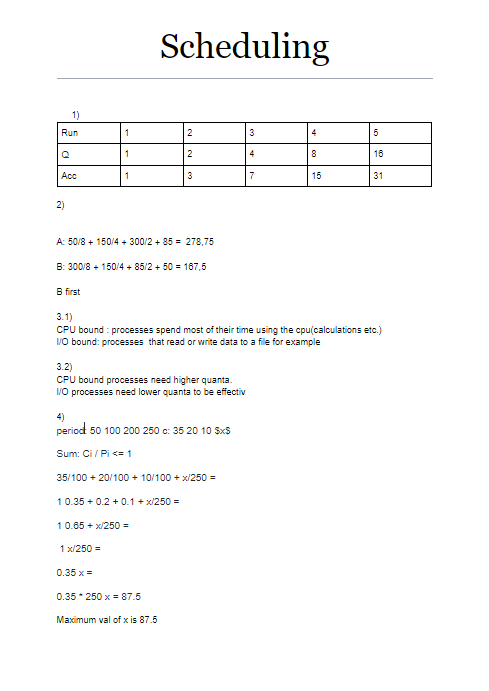 Scheduling
1)
Run 1 2 3 4 5
Q 1 2 4 8 16
Acc 1 3 7 15 31
2)
A: 50/8 + 150/4 + 300/2 + 85 = 278,75
B: 300/8 + 150/4 + 85/2 + 50 = 167,5
B first
3.1)
CPU bound : processes spend most of their time using the cpu(calculations etc.)
I/O bound: processes that read or write data to a file for example
3.2)
CPU bound processes need higher quanta.
I/O processes need lower quanta to be effectiv
4)
period: 50 100 200 250 c: 35 20 10 $x$
Sum: Ci / Pi <= 1
35/100 + 20/100 + 10/100 + x/250 =
1 0.35 + 0.2 + 0.1 + x/250 =
1 0.65 + x/250 =
1 x/250 =
0.35 x =
0.35 * 250 x = 87.5
Maximum val of x is 87.5